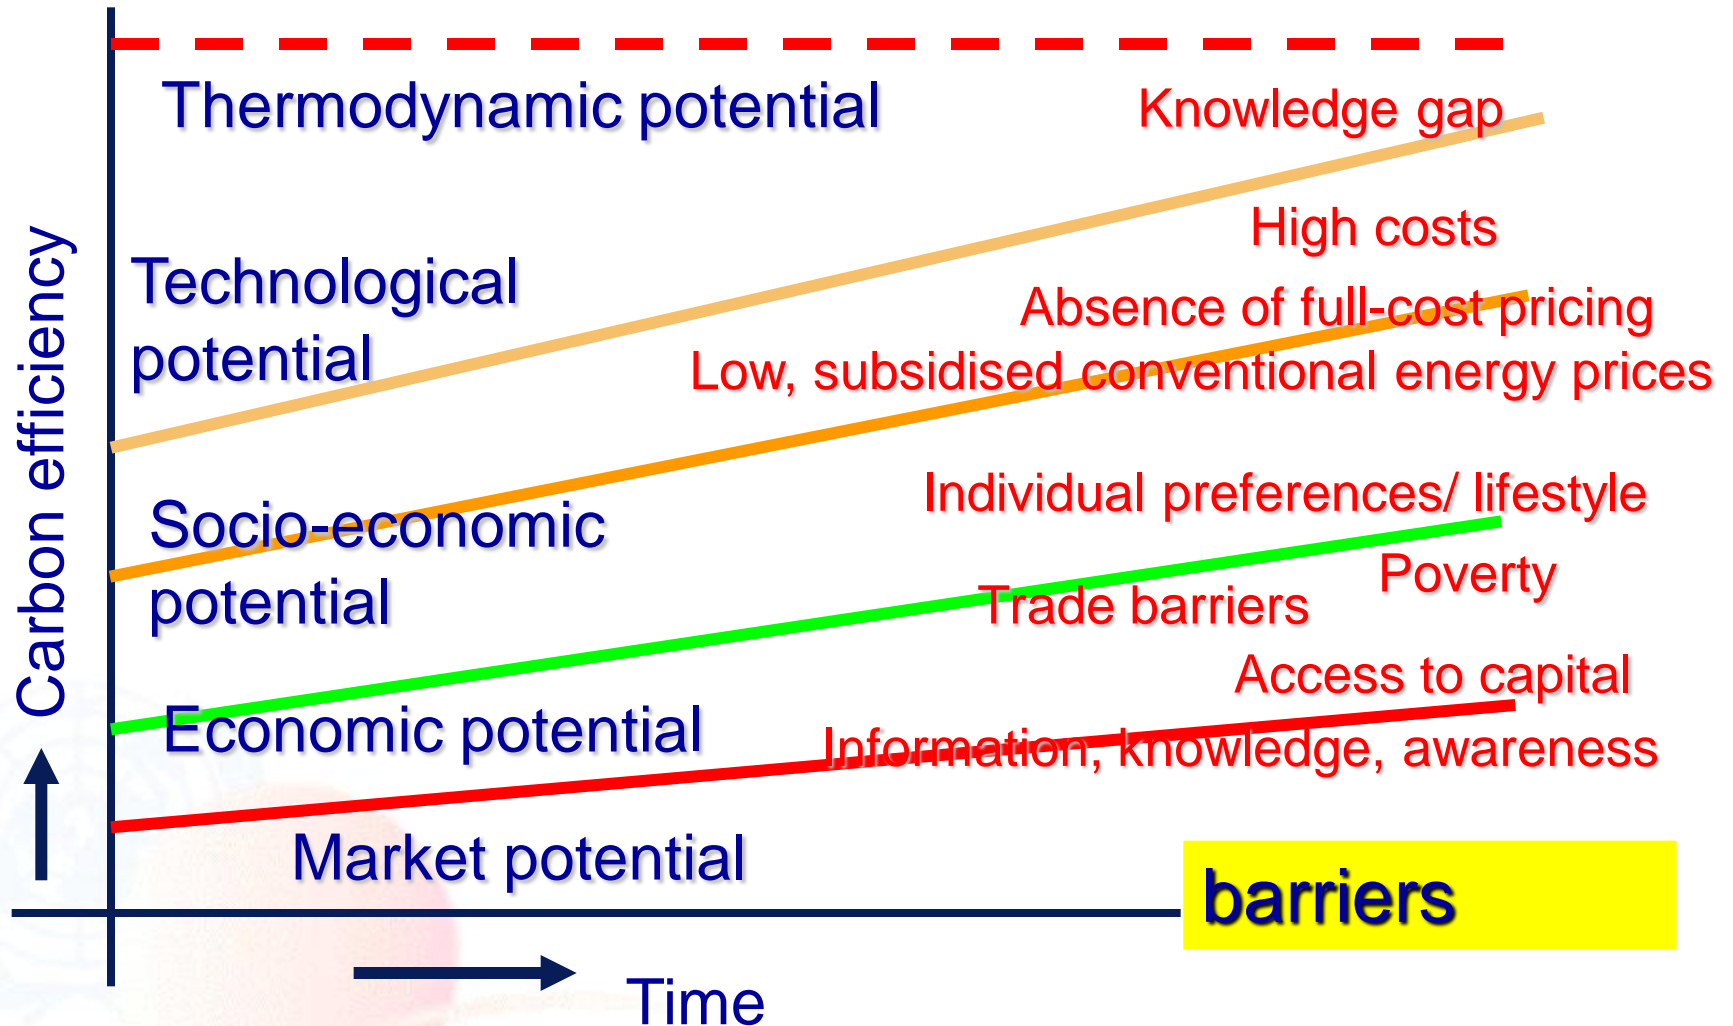 Thermodynamic potential
Knowledge gap
High costs
Technological
potential
Absence of full-cost pricing
Low, subsidised conventional energy prices
Carbon efficiency
Individual preferences/ lifestyle
Socio-economic
potential
Poverty
Trade barriers
Access to capital
Economic potential
Information, knowledge, awareness
Market potential
barriers
Time